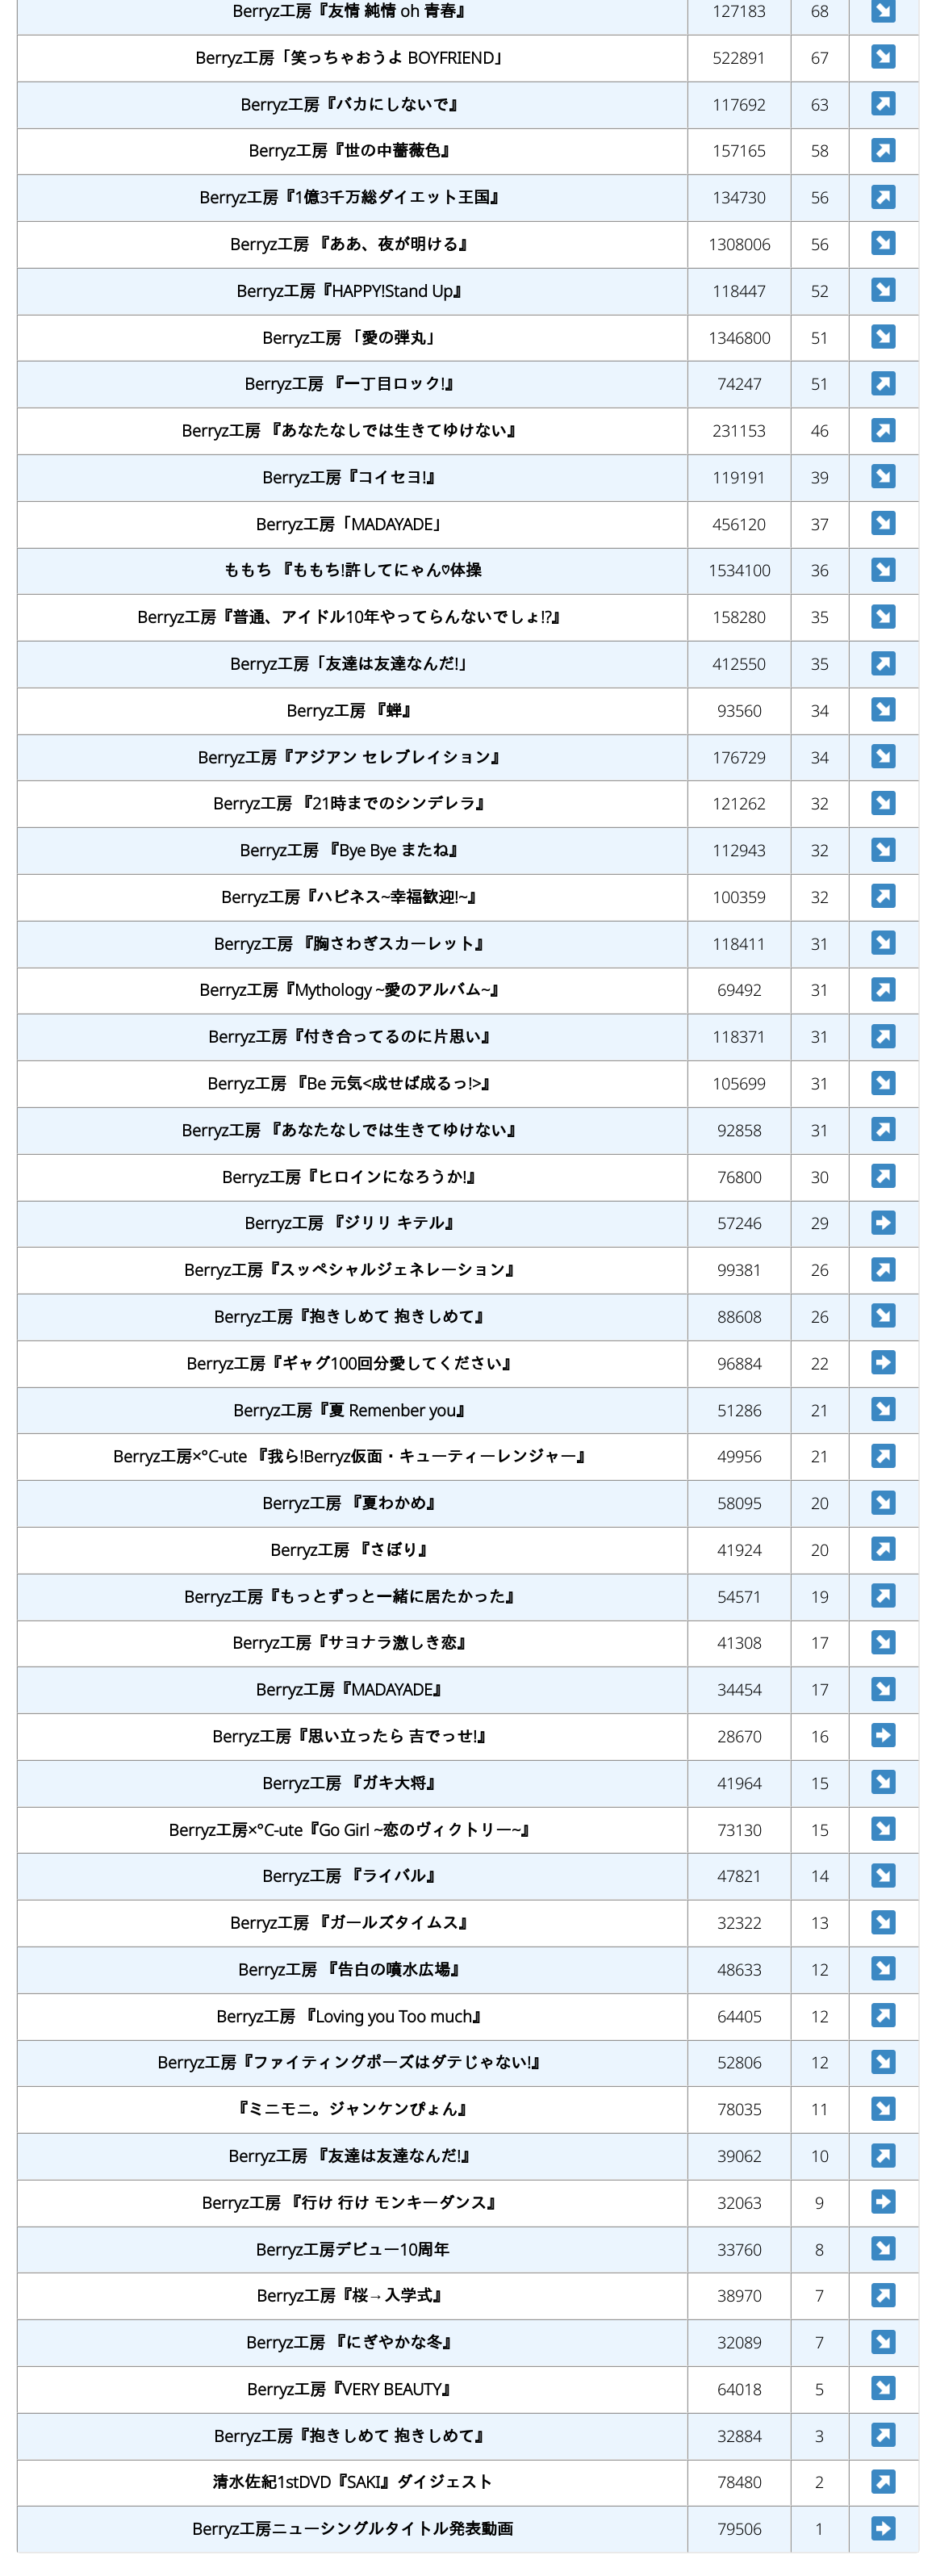 Berryz工房『友情 純情 oh 青春』 127183 68 ↘
Berryz工房「笑っちゃおうよ BOYFRIEND」 522891 67 ↘
Berryz工房『バカにしないで』 117692 63 ↗
Berryz工房『世の中薔薇色』 157165 58 ↗
Berryz工房『1億3千万総ダイエット王国』 134730 56 ↗
Berryz工房 『ああ、夜が明ける』 1308006 56 ↘
Berryz工房『HAPPY!Stand Up』 118447 52 ↘
Berryz工房 「愛の弾丸」 1346800 51 ↘
Berryz工房 『一丁目ロック!』 74247 51 ↗
Berryz工房 『あなたなしでは生きてゆけない』 231153 46 ↗
Berryz工房『コイセヨ!』 119191 39 ↘
Berryz工房「MADAYADE」 456120 37 ↘
ももち 『ももち!許してにゃん♡体操 1534100 36 ↘
Berryz工房『普通、アイドル10年やってらんないでしょ!?』 158280 35 ↘
Berryz工房「友達は友達なんだ!」 412550 35 ↗
Berryz工房 『蝉』 93560 34 ↘
Berryz工房『アジアン セレブレイション』 176729 34 ↘
Berryz工房 『21時までのシンデレラ』 121262 32 ↘
Berryz工房 『Bye Bye またね』 112943 32 ↘
Berryz工房『ハピネス~幸福歓迎!~』 100359 32 ↗
Berryz工房 『胸さわぎスカーレット』 118411 31 ↘
Berryz工房『Mythology ~愛のアルバム~』 69492 31 ↗
Berryz工房『付き合ってるのに片思い』 118371 31 ↗
Berryz工房 『Be 元気<成せば成るっ!>』 105699 31 ↘
Berryz工房 『あなたなしでは生きてゆけない』 92858 31 ↗
Berryz工房『ヒロインになろうか!』 76800 30 ↗
Berryz工房 『ジリリ キテル』 57246 29 →
Berryz工房『スッペシャルジェネレーション』 99381 26 ↗
Berryz工房『抱きしめて 抱きしめて』 88608 26 ↘
Berryz工房『ギャグ100回分愛してください』 96884 22 →
Berryz工房『夏 Remenber you』 51286 21 ↘
Berryz工房×°C-ute 『我ら!Berryz仮面・キューティーレンジャー』 49956 21 ↗
Berryz工房 『夏わかめ』 58095 20 ↘
Berryz工房 『さぼり』 41924 20 ↗
Berryz工房『もっとずっと一緒に居たかった』 54571 19 ↗
Berryz工房『サヨナラ激しき恋』 41308 17 ↘
Berryz工房『MADAYADE』 34454 17 ↘
Berryz工房『思い立ったら 吉でっせ!』 28670 16 →
Berryz工房 『ガキ大将』 41964 15 ↘
Berryz工房×°C-ute『Go Girl ~恋のヴィクトリー~』 73130 15 ↘
Berryz工房 『ライバル』 47821 14 ↘
Berryz工房 『ガールズタイムス』 32322 13 ↘
Berryz工房 『告白の噴水広場』 48633 12 ↘
Berryz工房 『Loving you Too much』 64405 12 ↗
Berryz工房『ファイティングポーズはダテじゃない!』 52806 12 ↘
『ミニモニ。ジャンケンぴょん』 78035 11 ↘
Berryz工房 『友達は友達なんだ!』 39062 10 ↗
Berryz工房 『行け 行け モンキーダンス』 32063 9 →
Berryz工房デビュー10周年 33760 8 ↘
Berryz工房『桜→入学式』 38970 7 ↗
Berryz工房 『にぎやかな冬』 32089 7 ↘
Berryz工房『VERY BEAUTY』 64018 5 ↘
Berryz工房『抱きしめて 抱きしめて』 32884 3 ↗
清水佐紀1stDVD『SAKI』ダイジェスト 78480 2 ↗
Berryz工房ニューシングルタイトル発表動画 79506 1 →